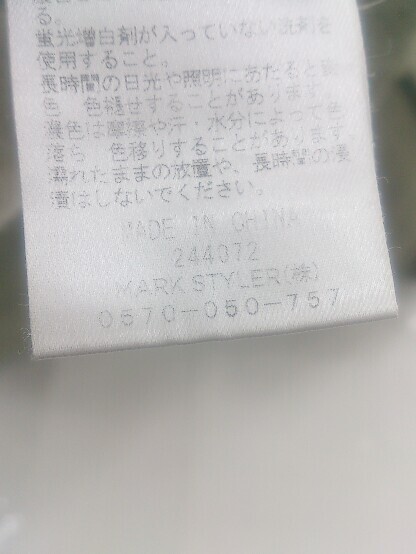 る。
蛍光増白剤が入っていない洗剤を
使用すること。
長時間の日光や照明にあたると変
色 色褪せすることがあります。
濃色は摩擦や汗・水分によって色
落ち 色移りすることがあります。
濡れたままの放置や、長時間の浸
漬はしないでください。
MADE IN CHINA
244072
MARK STYLER(株)
0570-050-757